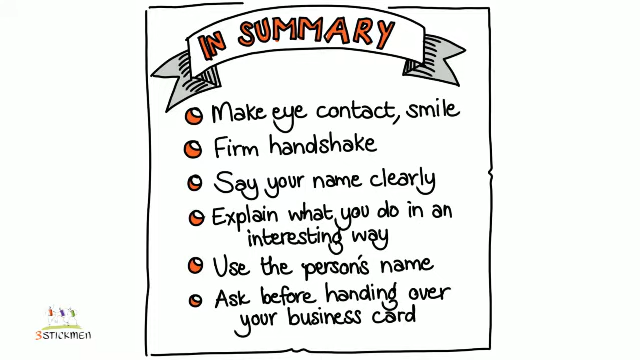 IN SUMMARY
Make eye contact, smile
Firm handshake
Say your name clearly
Explain what you do in an
interesting way
Use the person's name
Ask before handing over
your business card
3STICKMEN